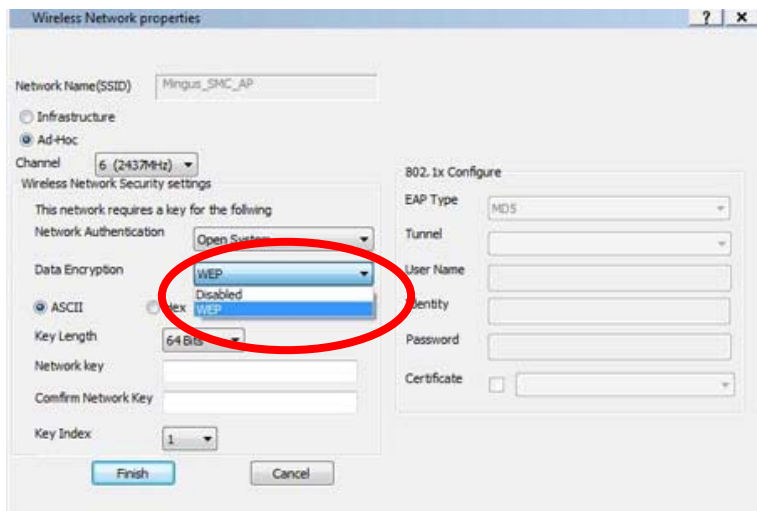 Wireless Network properties
? x
Network Name(SSID) Mingus_SMC_AP
Infrastructure
Ad-Hoc
Channel 6 (2437MHz)
Wireless Network Security settings
This network requires a key for the follwing
Network Authentication Open System
Data Encryption WEP
Disabled
WEP
ASCII Hex
Key Length 64 Bits
Network key
Comfirm Network Key
Key Index 1
Finish Cancel
802.1x Configure
EAP Type MD5
Tunnel
User Name
Identity
Password
Certificate